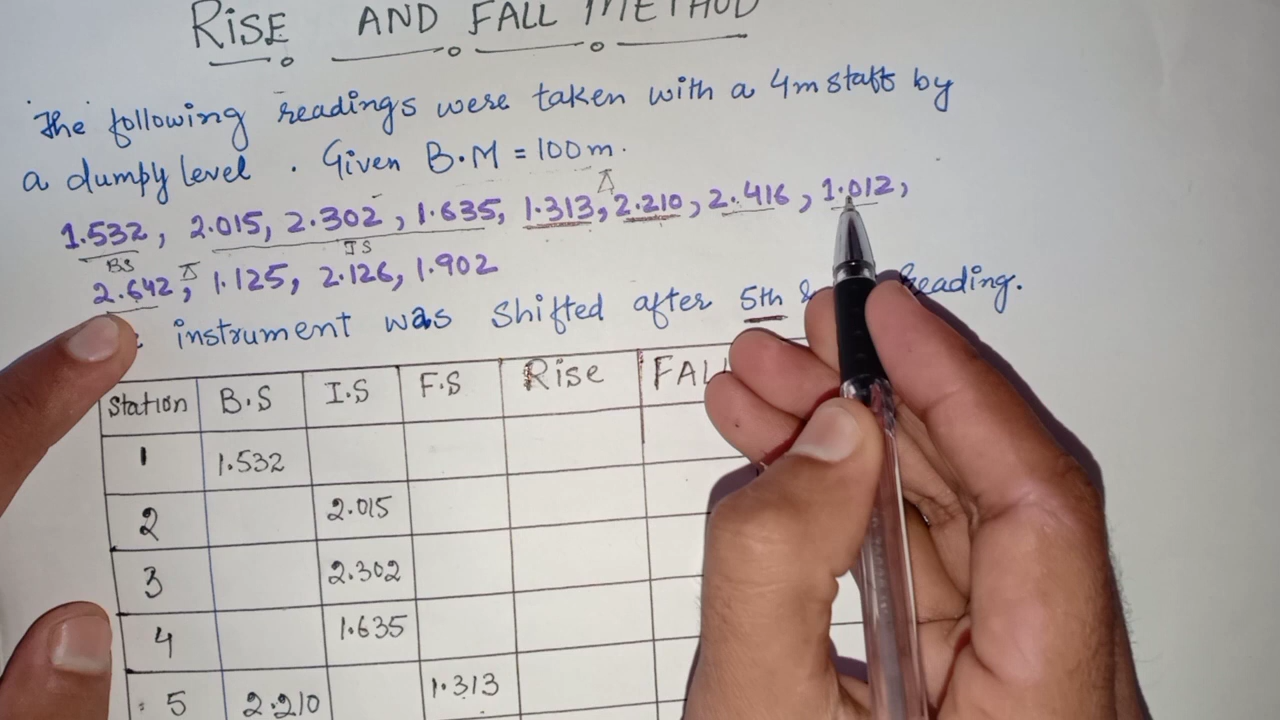 RISE AND FALL METHOD
The following readings were taken with a 4m staff by
a dumpy level. Given B.M = 100m.
1.532, 2.015, 2.302, 1.635, 1.313, 2.210, 2.416, 1.012,
BS IS
2.642, 1.125, 2.126, 1.902
instrument was shifted after 5th & reading.
Station B.S I.S F.S Rise FALL
1 1.532
2 2.015
3 2.302
4 1.635
5 2.210 1.313